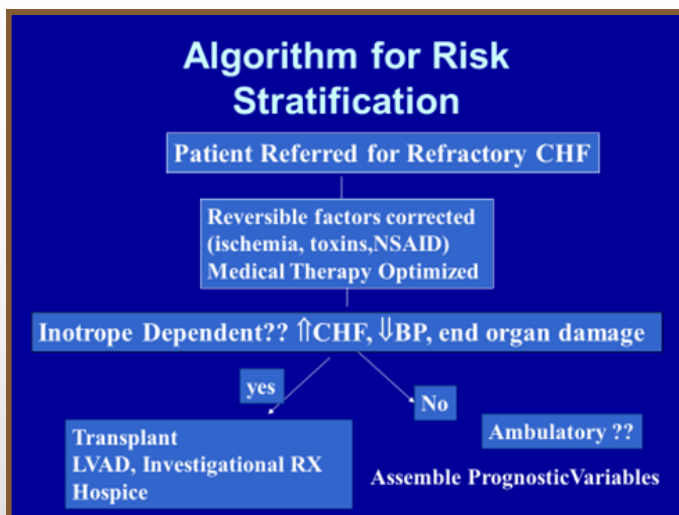 Algorithm for Risk
Stratification
Patient Referred for Refractory CHF
Reversible factors corrected
(ischemia, toxins,NSAID)
Medical Therapy Optimized
Inotrope Dependent?? ⇑CHF, ⇓BP, end organ damage
yes
No
Transplant
LVAD, Investigational RX
Hospice
Ambulatory ??
Assemble PrognosticVariables